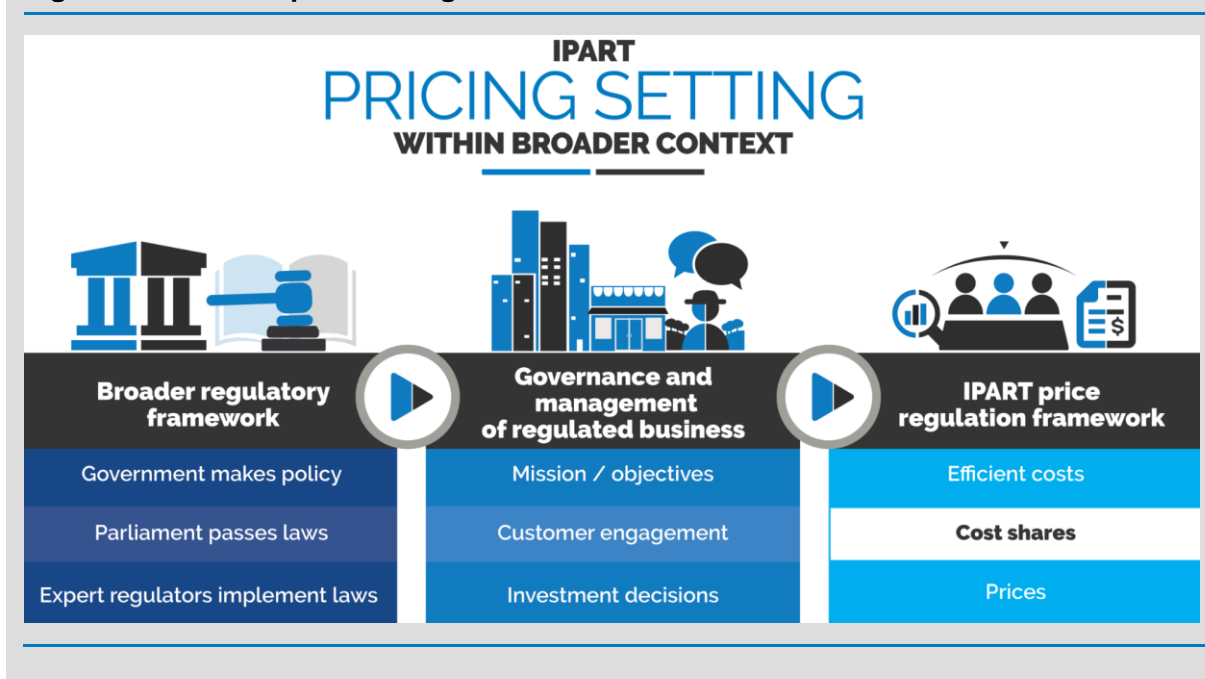 IPART
PRICING SETTING
WITHIN BROADER CONTEXT
Broader regulatory
framework
Government makes policy
Parliament passes laws
Expert regulators implement laws
Governance and
management
of regulated business
Mission / objectives
Customer engagement
Investment decisions
$
IPART price
regulation framework
Efficient costs
Cost shares
Prices